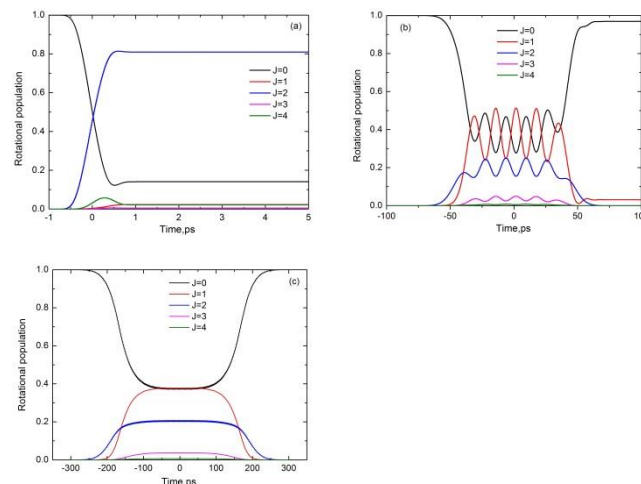 (a)
1.0
0.8
0.6
0.4
0.2
0.0
Rotational population
J=0
J=1
J=2
J=3
J=4
-1 0 1 2 3 4 5
Time,ps
(b)
1.0
0.8
0.6
0.4
0.2
0.0
Rotational population
J=0
J=1
J=2
J=3
J=4
-100 -50 0 50 100
Time,ps
(c)
1.0
0.8
0.6
0.4
0.2
0.0
Rotational population
J=0
J=1
J=2
J=3
J=4
-300 -200 -100 0 100 200 300
Time,ps